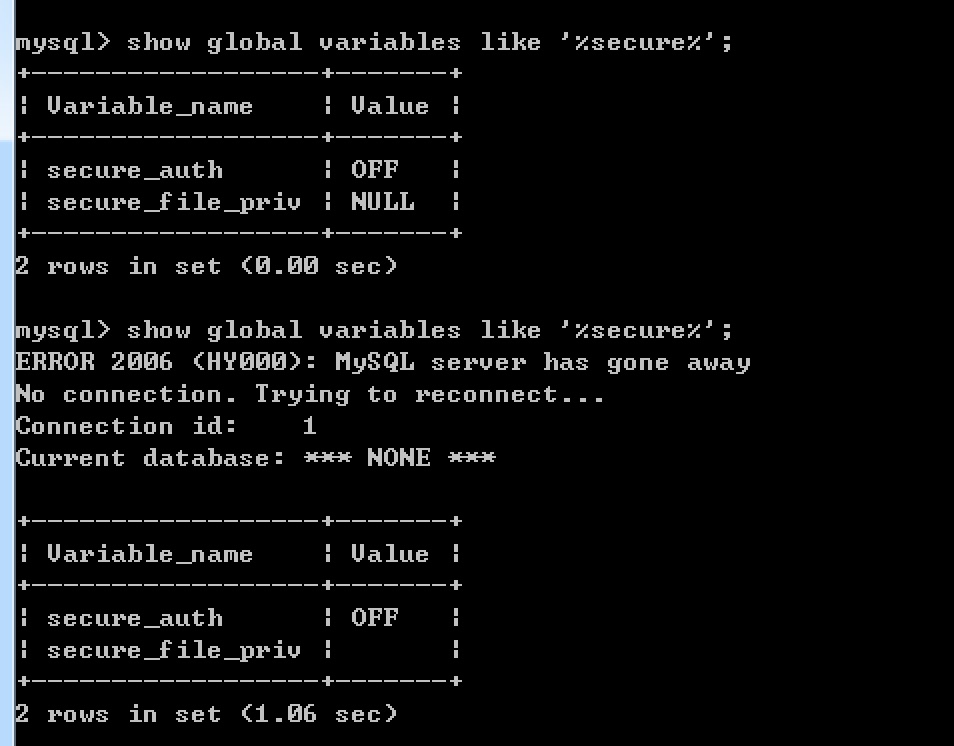 mysql> show global variables like '%secure%';
+------------------+-------+
| Variable_name    | Value |
+------------------+-------+
| secure_auth      | OFF   |
| secure_file_priv | NULL  |
+------------------+-------+
2 rows in set (0.00 sec)
mysql> show global variables like '%secure%';
ERROR 2006 (HY000): MySQL server has gone away
No connection. Trying to reconnect...
Connection id:    1
Current database: *** NONE ***
+------------------+-------+
| Variable_name    | Value |
+------------------+-------+
| secure_auth      | OFF   |
| secure_file_priv |       |
+------------------+-------+
2 rows in set (1.06 sec)